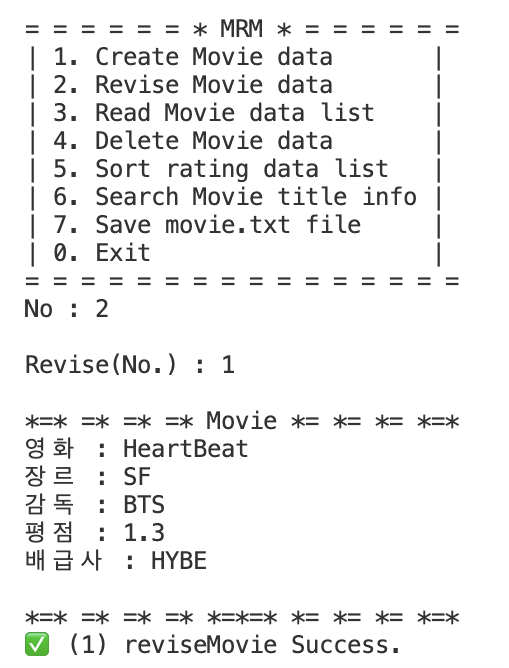 = = = = = = * MRM * = = = = = =
| 1. Create Movie data |
| 2. Revise Movie data |
| 3. Read Movie data list |
| 4. Delete Movie data |
| 5. Sort rating data list |
| 6. Search Movie title info |
| 7. Save movie.txt file |
| 0. Exit |
= = = = = = = = = = = = = = = =
No : 2
Revise(No.) : 1
*=* =* =* =* Movie *= *= *= *=*
영화 : HeartBeat
장르 : SF
감독 : BTS
평점 : 1.3
배급사 : HYBE
*=* =* =* =* *=*=* *= *= *= *=*
✅ (1) reviseMovie Success.